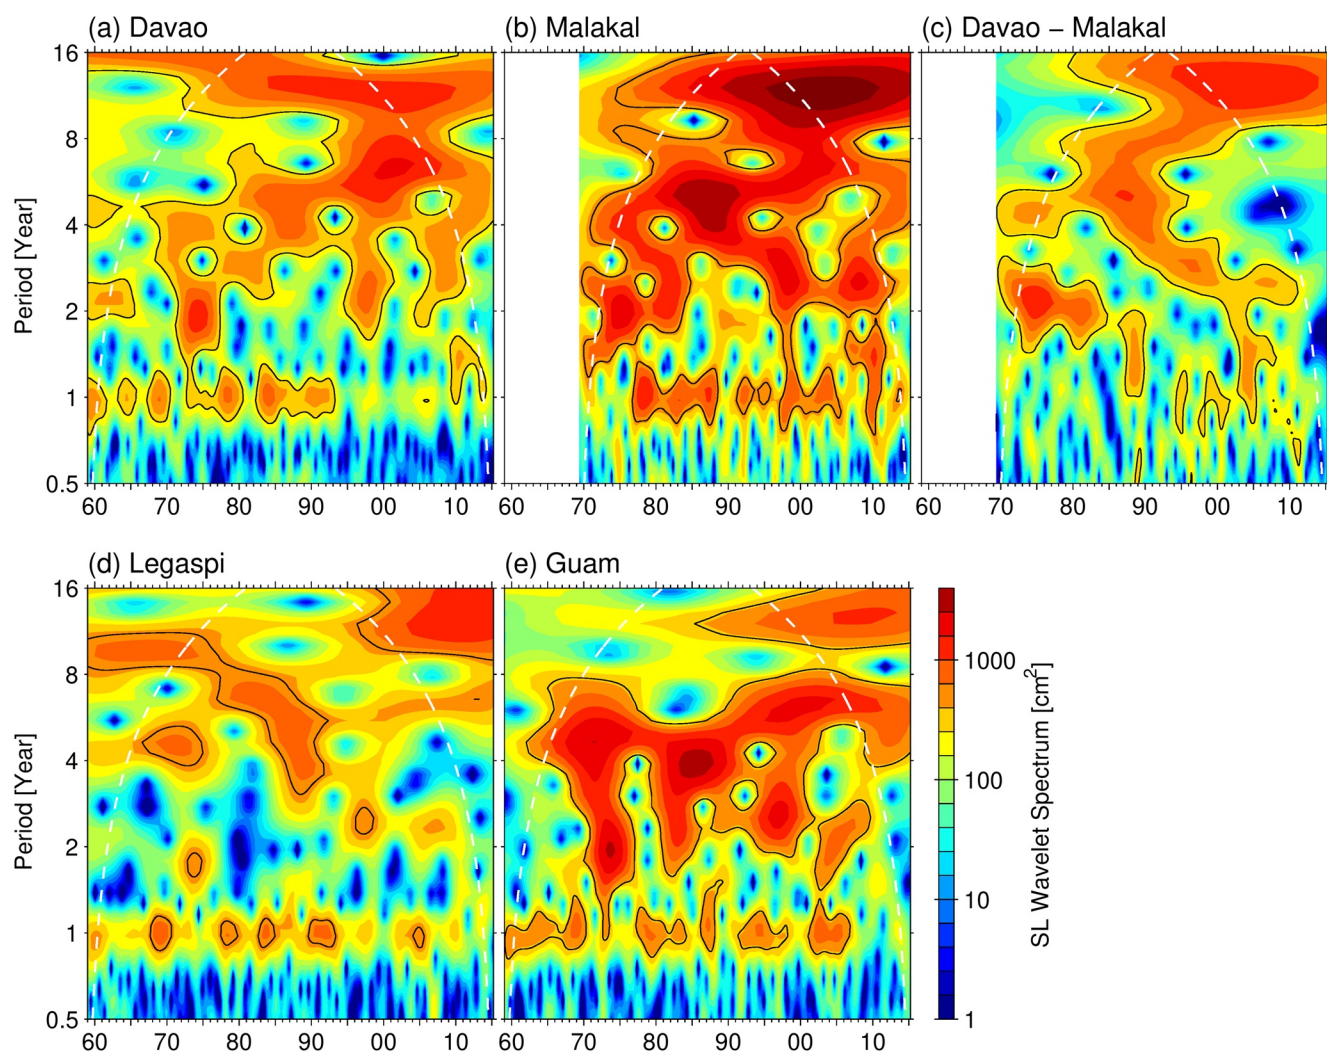 (a) Davao
(b) Malakal
(c) Davao − Malakal
16
8
4
2
1
0.5
Period [Year]
60 70 80 90 00 10
60 70 80 90 00 10
60 70 80 90 00 10
(d) Legaspi
(e) Guam
16
8
4
2
1
0.5
Period [Year]
60 70 80 90 00 10
60 70 80 90 00 10
1000
100
10
1
SL Wavelet Spectrum [cm²]